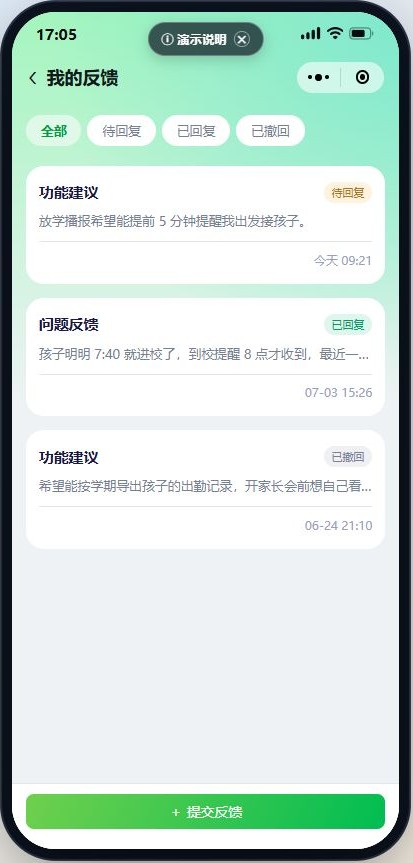 17:05
演示说明
我的反馈
全部 待回复 已回复 已撤回
功能建议 待回复
放学播报希望能提前 5 分钟提醒我出发接孩子。
今天 09:21
问题反馈 已回复
孩子明明 7:40 就进校了，到校提醒 8 点才收到，最近一...
07-03 15:26
功能建议 已撤回
希望能按学期导出孩子的出勤记录，开家长会前想自己看...
06-24 21:10
+ 提交反馈